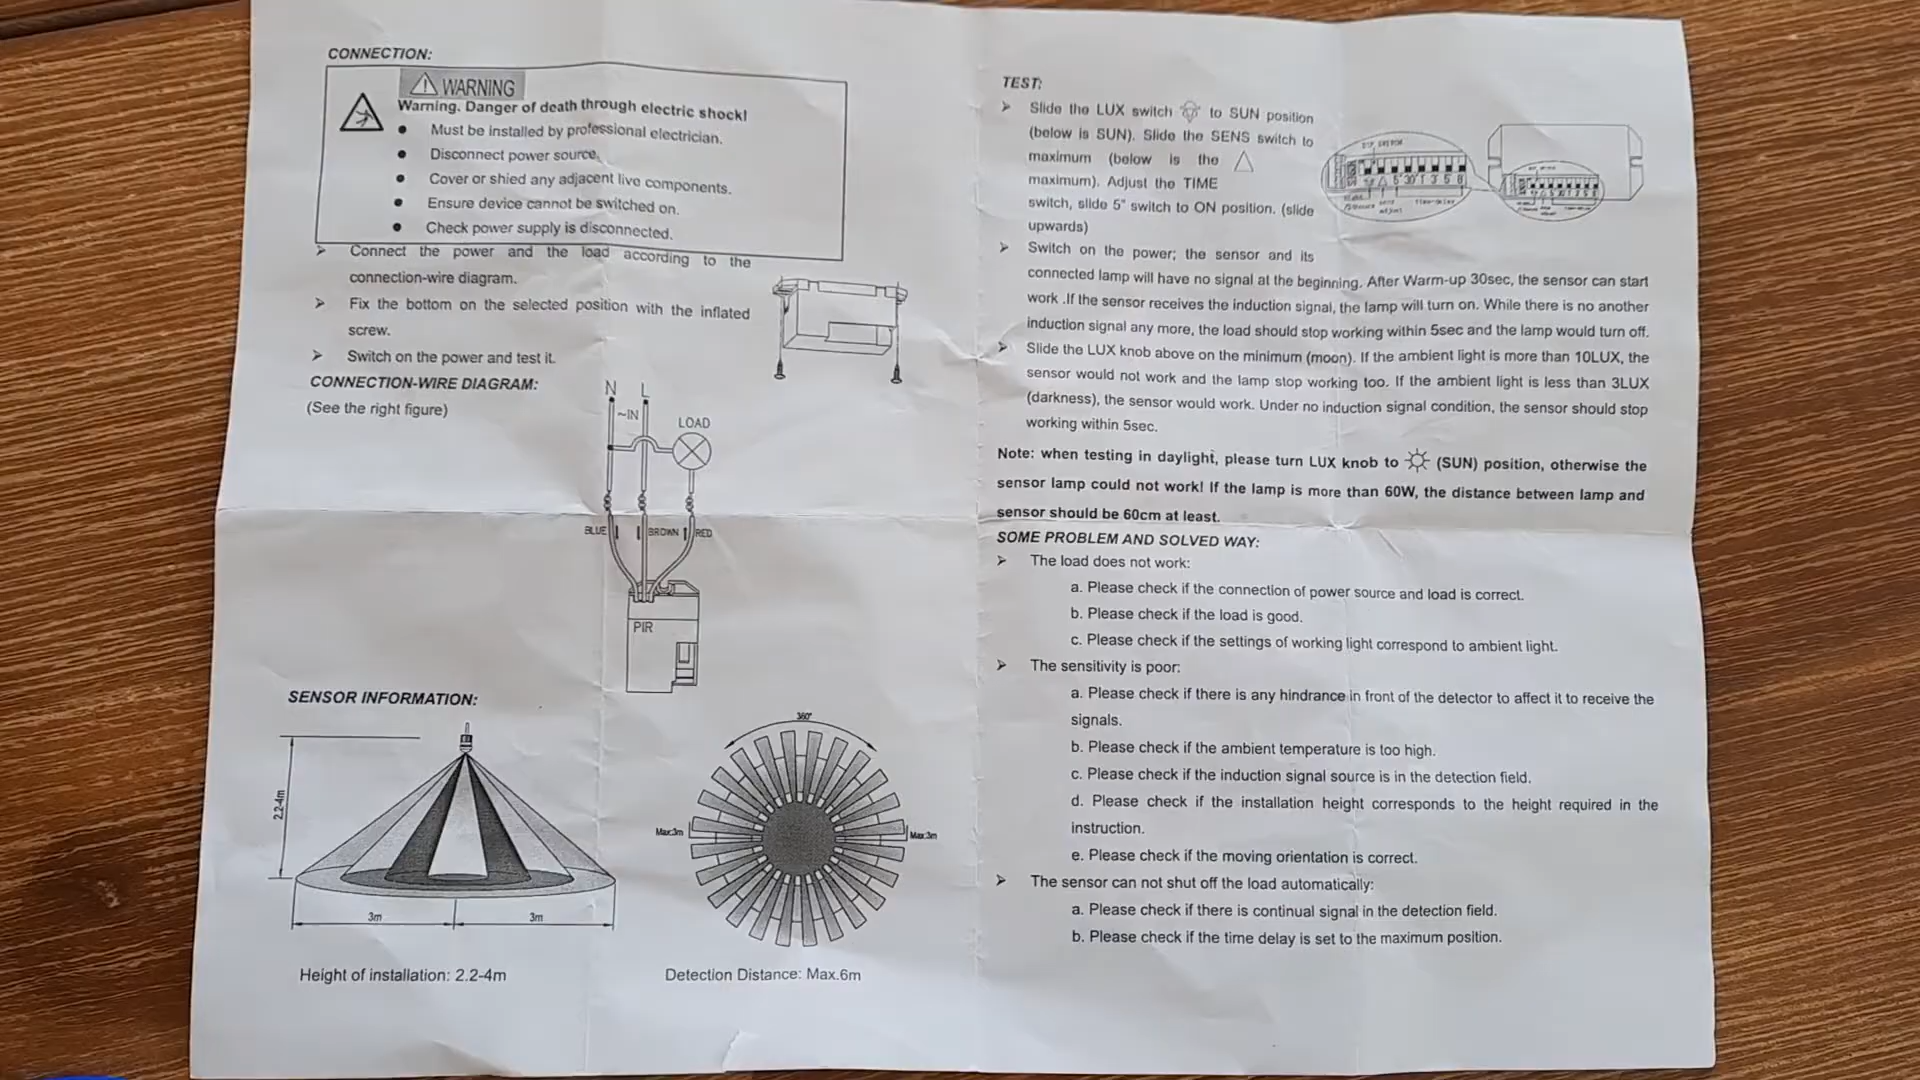 CONNECTION:
WARNING
Warning. Danger of death through electric shock!
● Must be installed by professional electrician.
● Disconnect power source.
● Cover or shied any adjacent live components.
● Ensure device cannot be switched on.
● Check power supply is disconnected.
➢ Connect the power and the load according to the
connection-wire diagram.
➢ Fix the bottom on the selected position with the inflated
screw.
➢ Switch on the power and test it.
CONNECTION-WIRE DIAGRAM:
(See the right figure)
N L
~IN
LOAD
BLUE BROWN RED
PIR
SENSOR INFORMATION:
2.2-4m
3m 3m
Height of installation: 2.2-4m
360°
Max:3m Max:3m
Detection Distance: Max.6m
TEST:
➢ Slide the LUX switch to SUN position
(below is SUN). Slide the SENS switch to
maximum (below is the
maximum). Adjust the TIME
switch, slide 5" switch to ON position. (slide
upwards)
➢ Switch on the power; the sensor and its
connected lamp will have no signal at the beginning. After Warm-up 30sec, the sensor can start
work .If the sensor receives the induction signal, the lamp will turn on. While there is no another
induction signal any more, the load should stop working within 5sec and the lamp would turn off.
➢ Slide the LUX knob above on the minimum (moon). If the ambient light is more than 10LUX, the
sensor would not work and the lamp stop working too. If the ambient light is less than 3LUX
(darkness), the sensor would work. Under no induction signal condition, the sensor should stop
working within 5sec.
Note: when testing in daylight, please turn LUX knob to (SUN) position, otherwise the
sensor lamp could not work! If the lamp is more than 60W, the distance between lamp and
sensor should be 60cm at least.
SOME PROBLEM AND SOLVED WAY:
➢ The load does not work:
a. Please check if the connection of power source and load is correct.
b. Please check if the load is good.
c. Please check if the settings of working light correspond to ambient light.
➢ The sensitivity is poor:
a. Please check if there is any hindrance in front of the detector to affect it to receive the
signals.
b. Please check if the ambient temperature is too high.
c. Please check if the induction signal source is in the detection field.
d. Please check if the installation height corresponds to the height required in the
instruction.
e. Please check if the moving orientation is correct.
➢ The sensor can not shut off the load automatically:
a. Please check if there is continual signal in the detection field.
b. Please check if the time delay is set to the maximum position.